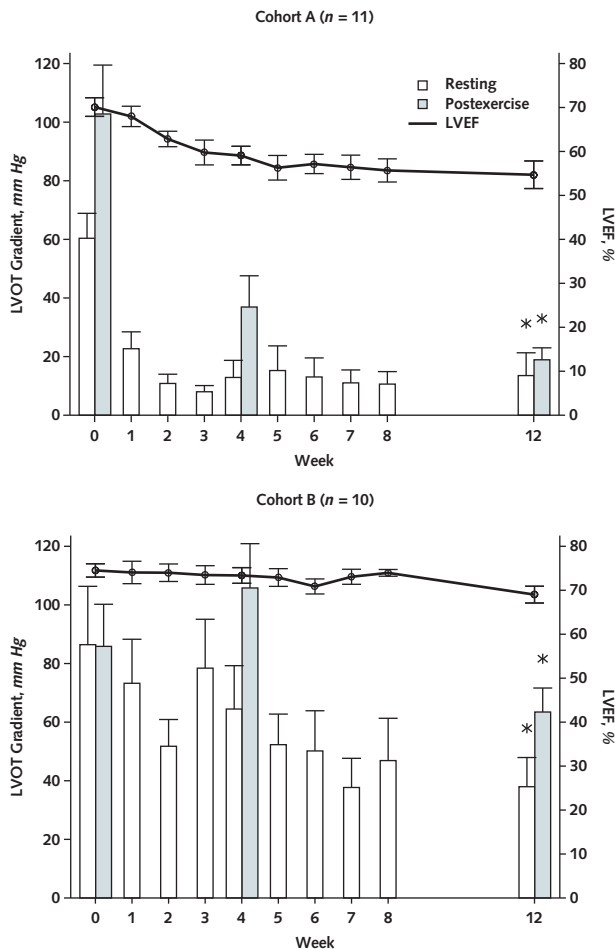 Cohort A (n = 11)
120
100
80
60
40
20
0
LVOT Gradient, mm Hg
80
70
60
50
40
30
20
10
0
LVEF, %
Resting
Postexercise
LVEF
* *
0 1 2 3 4 5 6 7 8 12
Week
Cohort B (n = 10)
120
100
80
60
40
20
0
LVOT Gradient, mm Hg
80
70
60
50
40
30
20
10
0
LVEF, %
*
*
0 1 2 3 4 5 6 7 8 12
Week